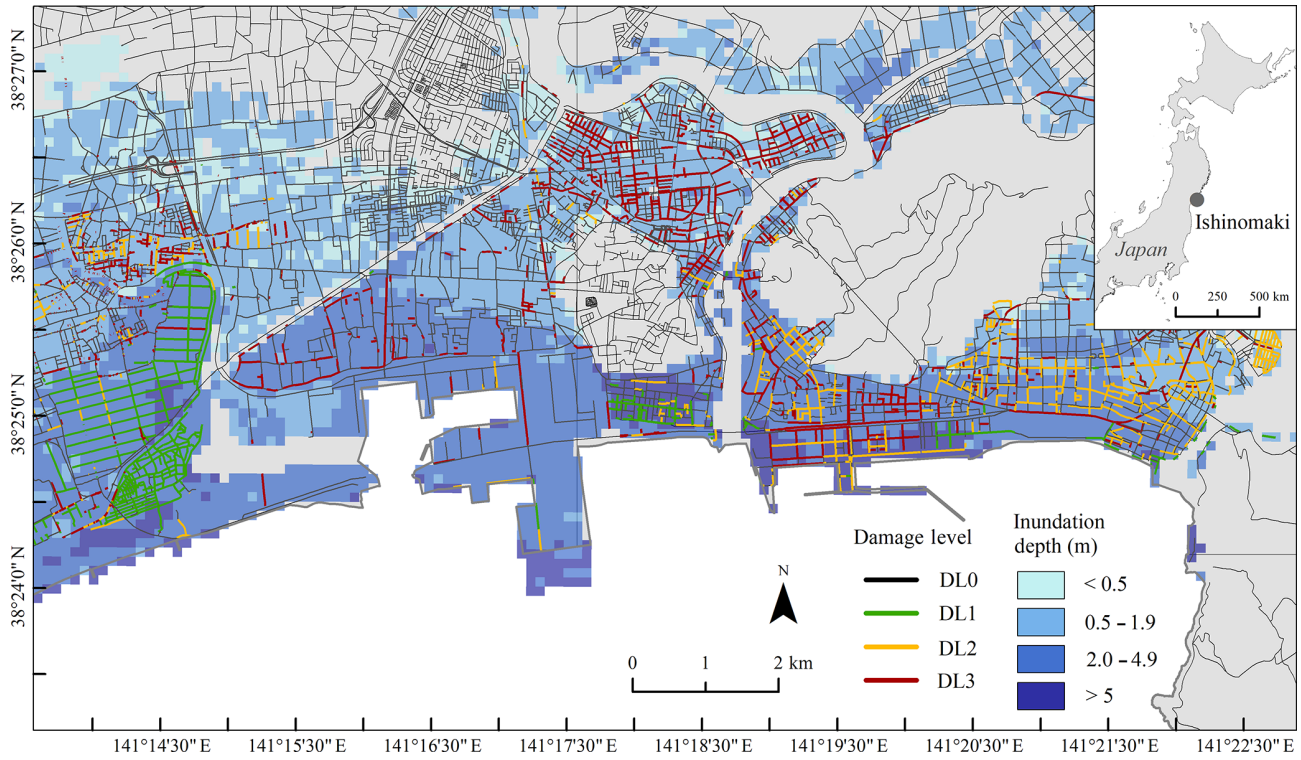 38°27'0" N
38°26'0" N
38°25'0" N
38°24'0" N
Ishinomaki
Japan
0 250 500 km
Damage level
DL0
DL1
DL2
DL3
Inundation
depth (m)
< 0.5
0.5 – 1.9
2.0 – 4.9
> 5
N
0 1 2 km
141°14'30" E 141°15'30" E 141°16'30" E 141°17'30" E 141°18'30" E 141°19'30" E 141°20'30" E 141°21'30" E 141°22'30" E